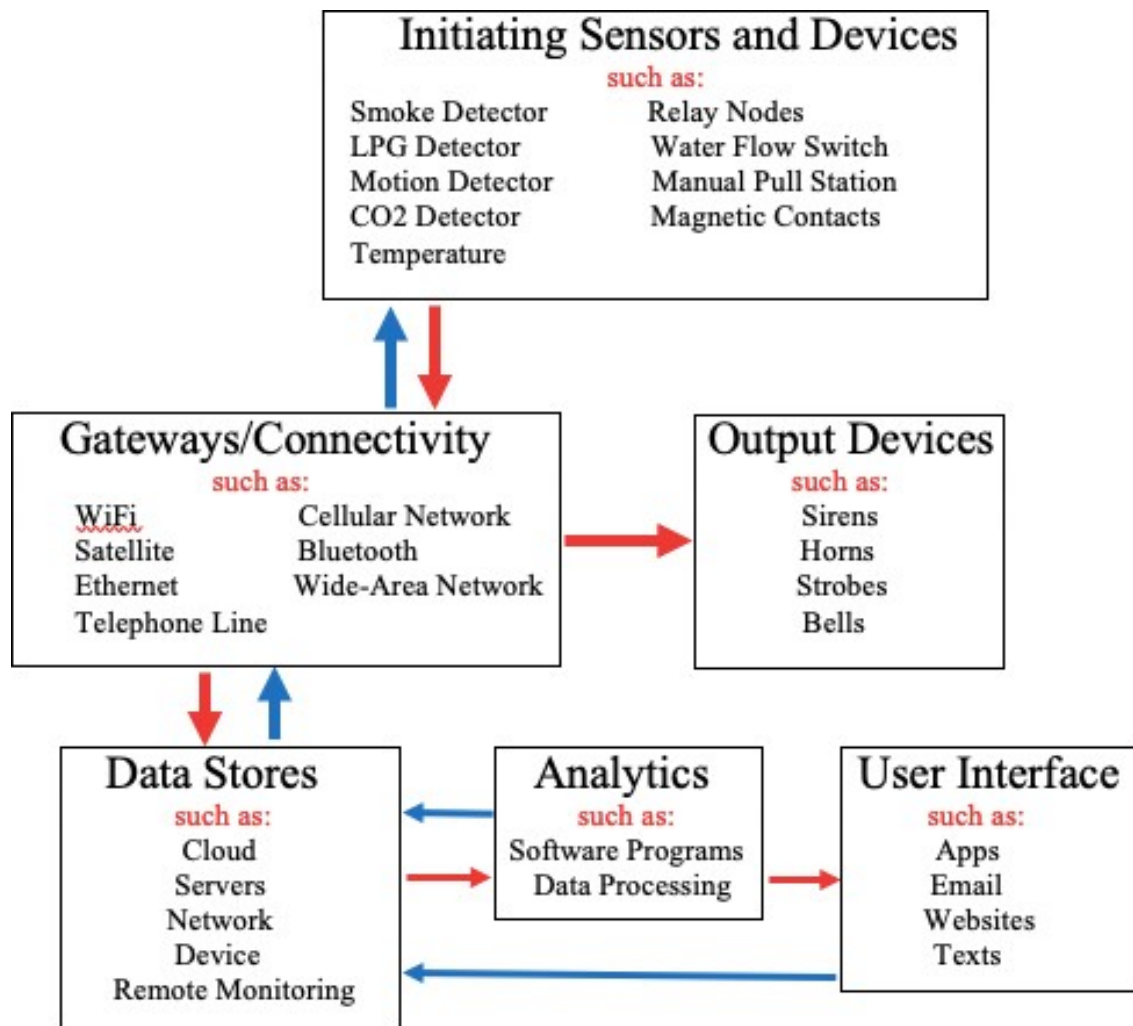 Initiating Sensors and Devices
such as:
Smoke Detector Relay Nodes
LPG Detector Water Flow Switch
Motion Detector Manual Pull Station
CO2 Detector Magnetic Contacts
Temperature
Gateways/Connectivity
such as:
WiFi Cellular Network
Satellite Bluetooth
Ethernet Wide-Area Network
Telephone Line
Output Devices
such as:
Sirens
Horns
Strobes
Bells
Data Stores
such as:
Cloud
Servers
Network
Device
Remote Monitoring
Analytics
such as:
Software Programs
Data Processing
User Interface
such as:
Apps
Email
Websites
Texts